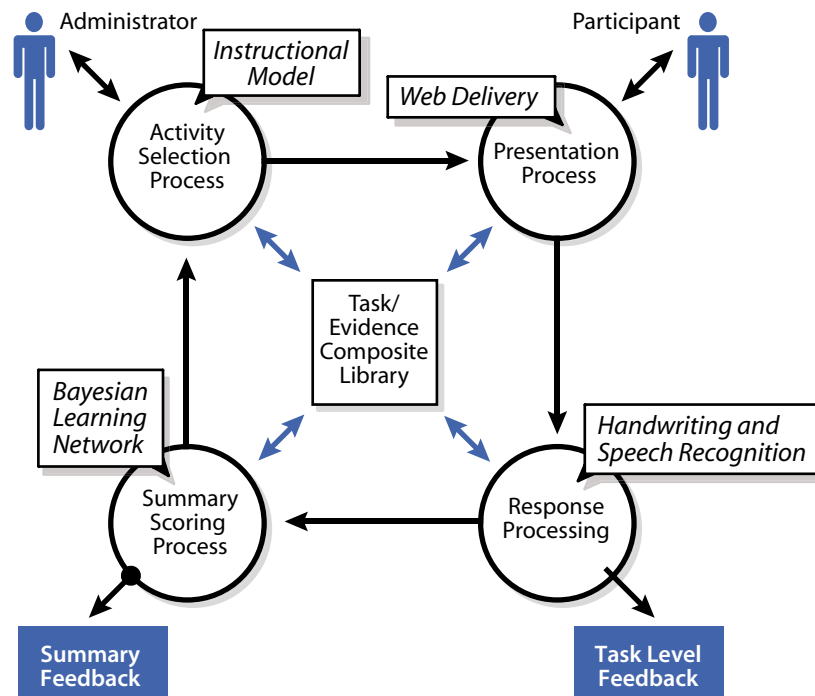 Administrator
Participant
Instructional
Model
Web Delivery
Activity
Selection
Process
Presentation
Process
Task/
Evidence
Composite
Library
Bayesian
Learning
Network
Handwriting and
Speech Recognition
Summary
Scoring
Process
Response
Processing
Summary
Feedback
Task Level
Feedback